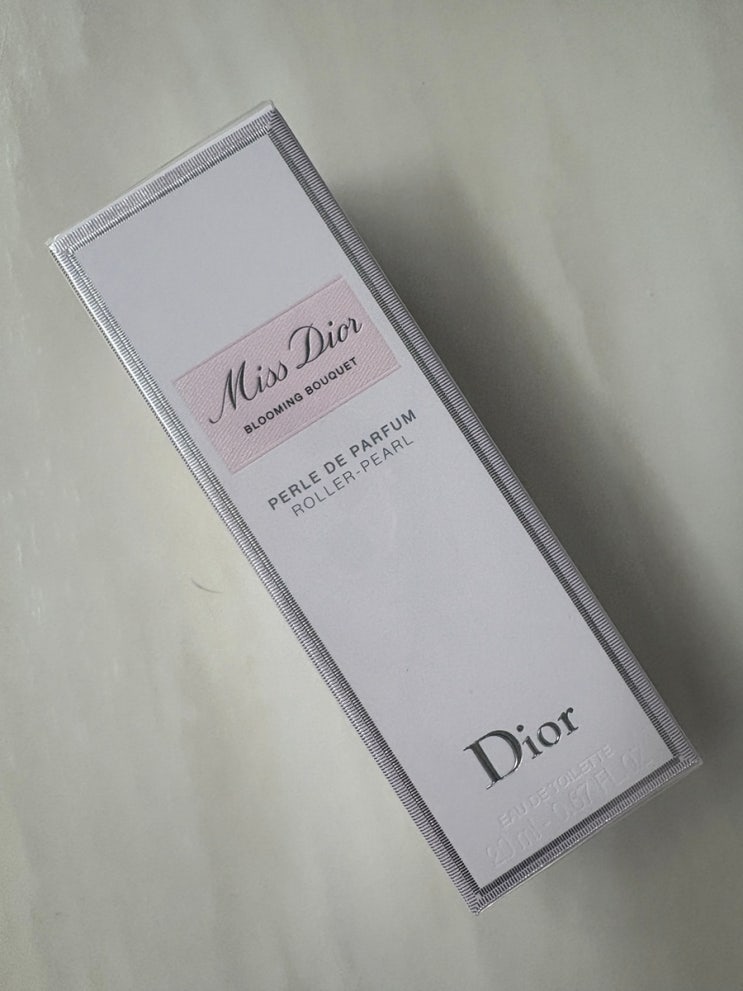 Miss Dior
BLOOMING BOUQUET
PERLE DE PARFUM
ROLLER-PEARL
Dior
EAU DE TOILETTE
20 ml - 0.67 FL. OZ